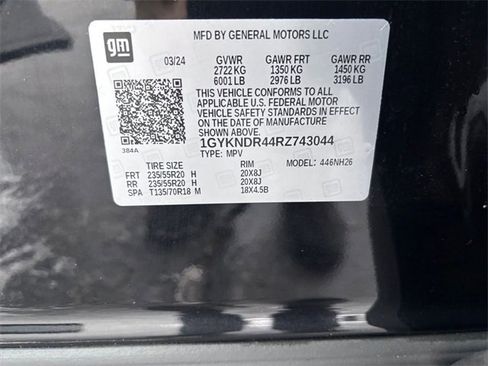 gm
MFD BY GENERAL MOTORS LLC
03/24 GVWR GAWR FRT GAWR RR
2722 KG 1350 KG 1450 KG
6001 LB 2976 LB 3196 LB
THIS VEHICLE CONFORMS TO ALL
APPLICABLE U.S. FEDERAL MOTOR
VEHICLE SAFETY STANDARDS IN EFFECT
ON THE DATE OF MANUFACTURE
SHOWN ABOVE.
1GYKNDR44RZ743044
384A TYPE: MPV MODEL: 446NH26
TIRE SIZE RIM
FRT 235/55R20 H 20X8J
RR 235/55R20 H 20X8J
SPA T135/70R18 M 18X4.5B